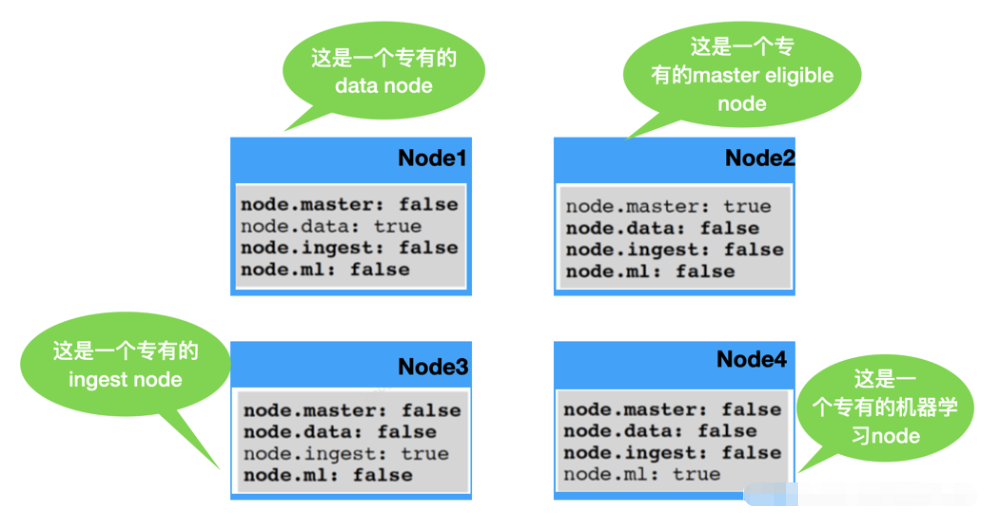 这是一个专有的
data node
这是一个专
有的master eligible
node
Node1
node.master: false
node.data: true
node.ingest: false
node.ml: false
Node2
node.master: true
node.data: false
node.ingest: false
node.ml: false
这是一个专有的
ingest node
Node3
node.master: false
node.data: false
node.ingest: true
node.ml: false
Node4
node.master: false
node.data: false
node.ingest: false
node.ml: true
这是一
个专有的机器学
习node